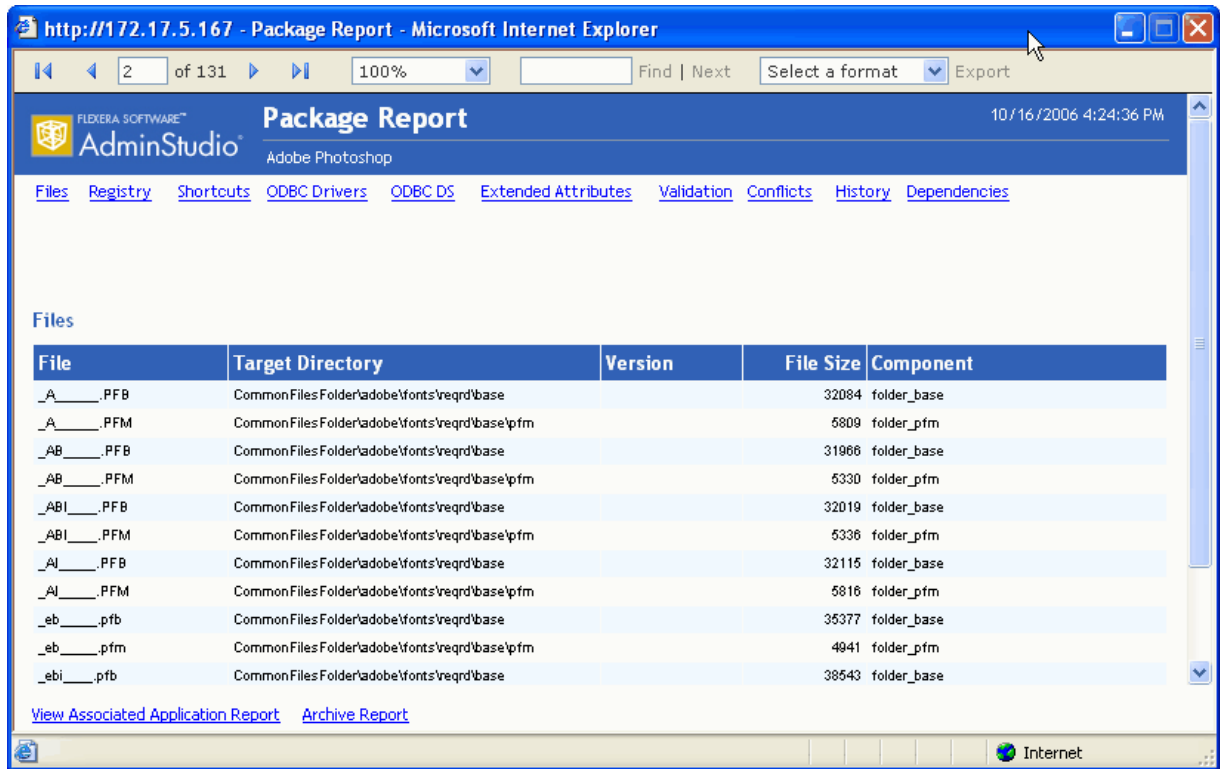 http://172.17.5.167 - Package Report - Microsoft Internet Explorer
2 of 131 100% Find | Next Select a format Export
FLEXERA SOFTWARE™ AdminStudio® Package Report 10/16/2006 4:24:36 PM
Adobe Photoshop
Files Registry Shortcuts ODBC Drivers ODBC DS Extended Attributes Validation Conflicts History Dependencies
Files
File Target Directory Version File Size Component
_A______.PFB CommonFilesFolder\adobe\fonts\reqrd\base 32084 folder_base
_A______.PFM CommonFilesFolder\adobe\fonts\reqrd\base\pfm 5809 folder_pfm
_AB_____.PFB CommonFilesFolder\adobe\fonts\reqrd\base 31966 folder_base
_AB_____.PFM CommonFilesFolder\adobe\fonts\reqrd\base\pfm 5330 folder_pfm
_ABI____.PFB CommonFilesFolder\adobe\fonts\reqrd\base 32019 folder_base
_ABI____.PFM CommonFilesFolder\adobe\fonts\reqrd\base\pfm 5336 folder_pfm
_AI_____.PFB CommonFilesFolder\adobe\fonts\reqrd\base 32115 folder_base
_AI_____.PFM CommonFilesFolder\adobe\fonts\reqrd\base\pfm 5816 folder_pfm
_eb_____.pfb CommonFilesFolder\adobe\fonts\reqrd\base 35377 folder_base
_eb_____.pfm CommonFilesFolder\adobe\fonts\reqrd\base\pfm 4941 folder_pfm
_ebi____.pfb CommonFilesFolder\adobe\fonts\reqrd\base 38543 folder_base
View Associated Application Report Archive Report
Internet